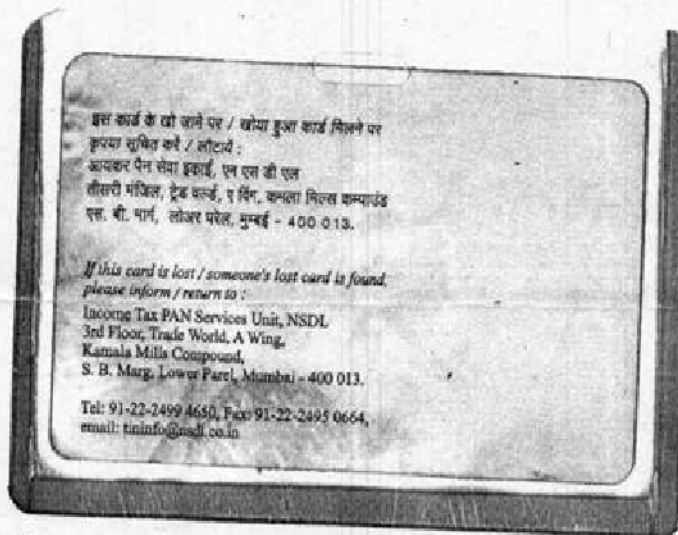 इस कार्ड के खो जाने पर / खोया हुआ कार्ड मिलने पर
कृपया सूचित करें / लौटायें :
आयकर पैन सेवा इकाई, एन एस डी एल
तीसरी मंजिल, ट्रेड वर्ल्ड, ए विंग, कमला मिल्स कम्पाउंड
एस. बी. मार्ग, लोअर परेल, मुम्बई - 400 013.
If this card is lost / someone's lost card is found,
please inform / return to :
Income Tax PAN Services Unit, NSDL
3rd Floor, Trade World, A Wing,
Kamala Mills Compound,
S. B. Marg, Lower Parel, Mumbai - 400 013.
Tel: 91-22-2499 4650, Fax: 91-22-2495 0664,
email: tininfo@nsdl.co.in